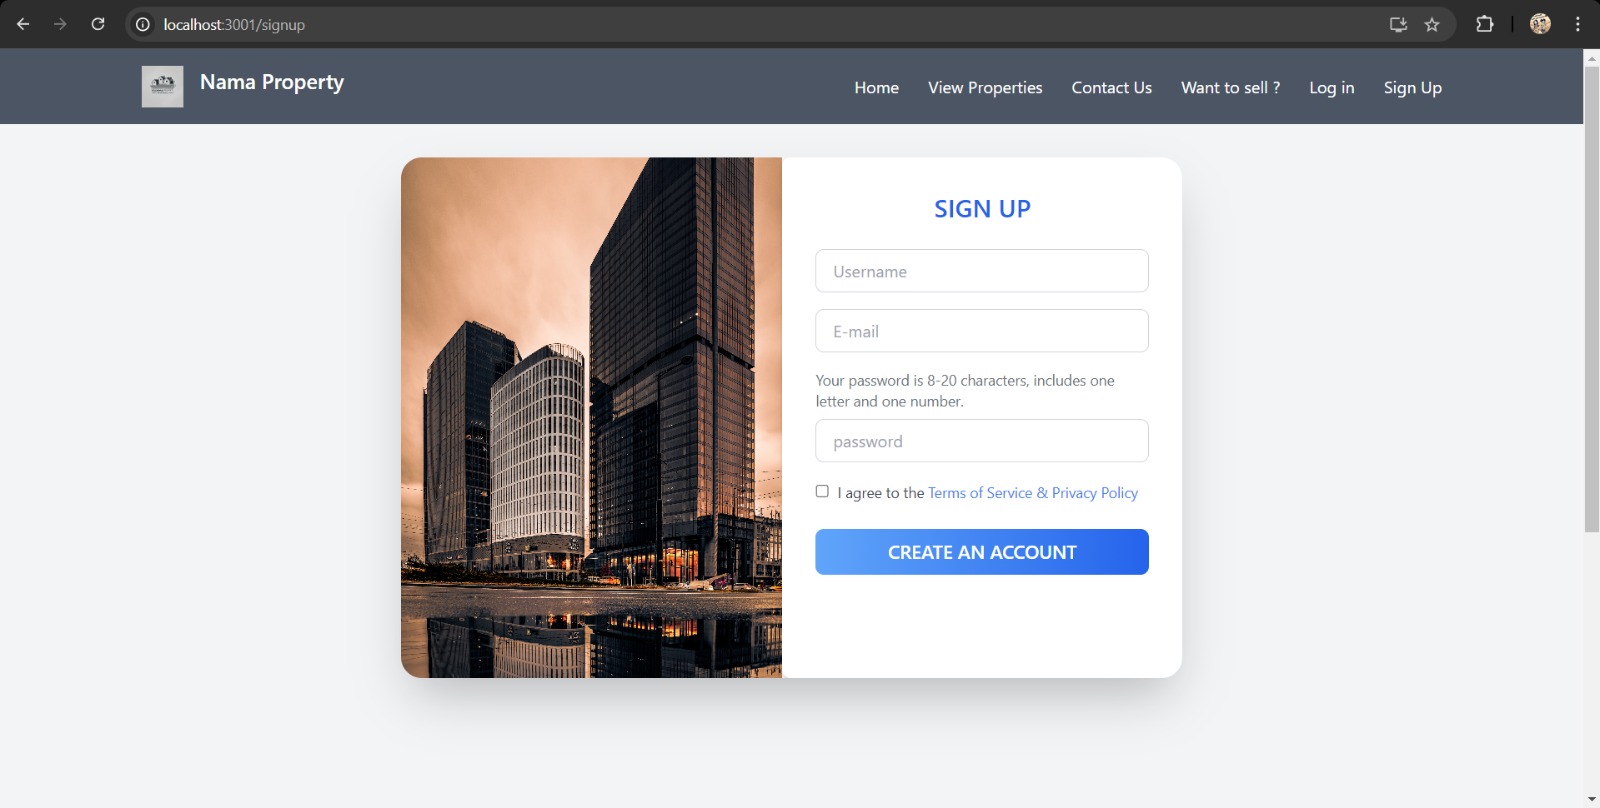 localhost:3001/signup
Nama Property
Home
View Properties
Contact Us
Want to sell ?
Log in
Sign Up
SIGN UP
Username
E-mail
Your password is 8-20 characters, includes one
letter and one number.
password
I agree to the Terms of Service & Privacy Policy
CREATE AN ACCOUNT